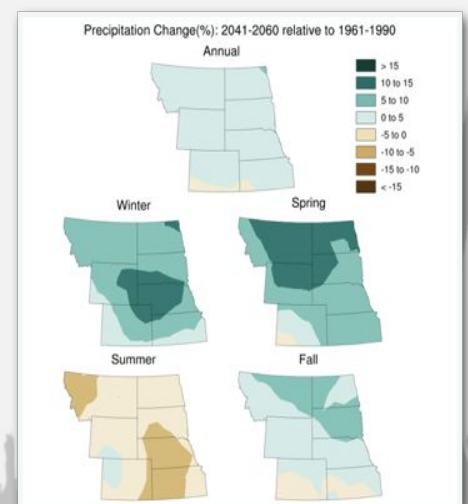 Precipitation Change(%): 2041-2060 relative to 1961-1990
Annual
> 15
10 to 15
5 to 10
0 to 5
-5 to 0
-10 to -5
-15 to -10
< -15
Winter
Spring
Summer
Fall